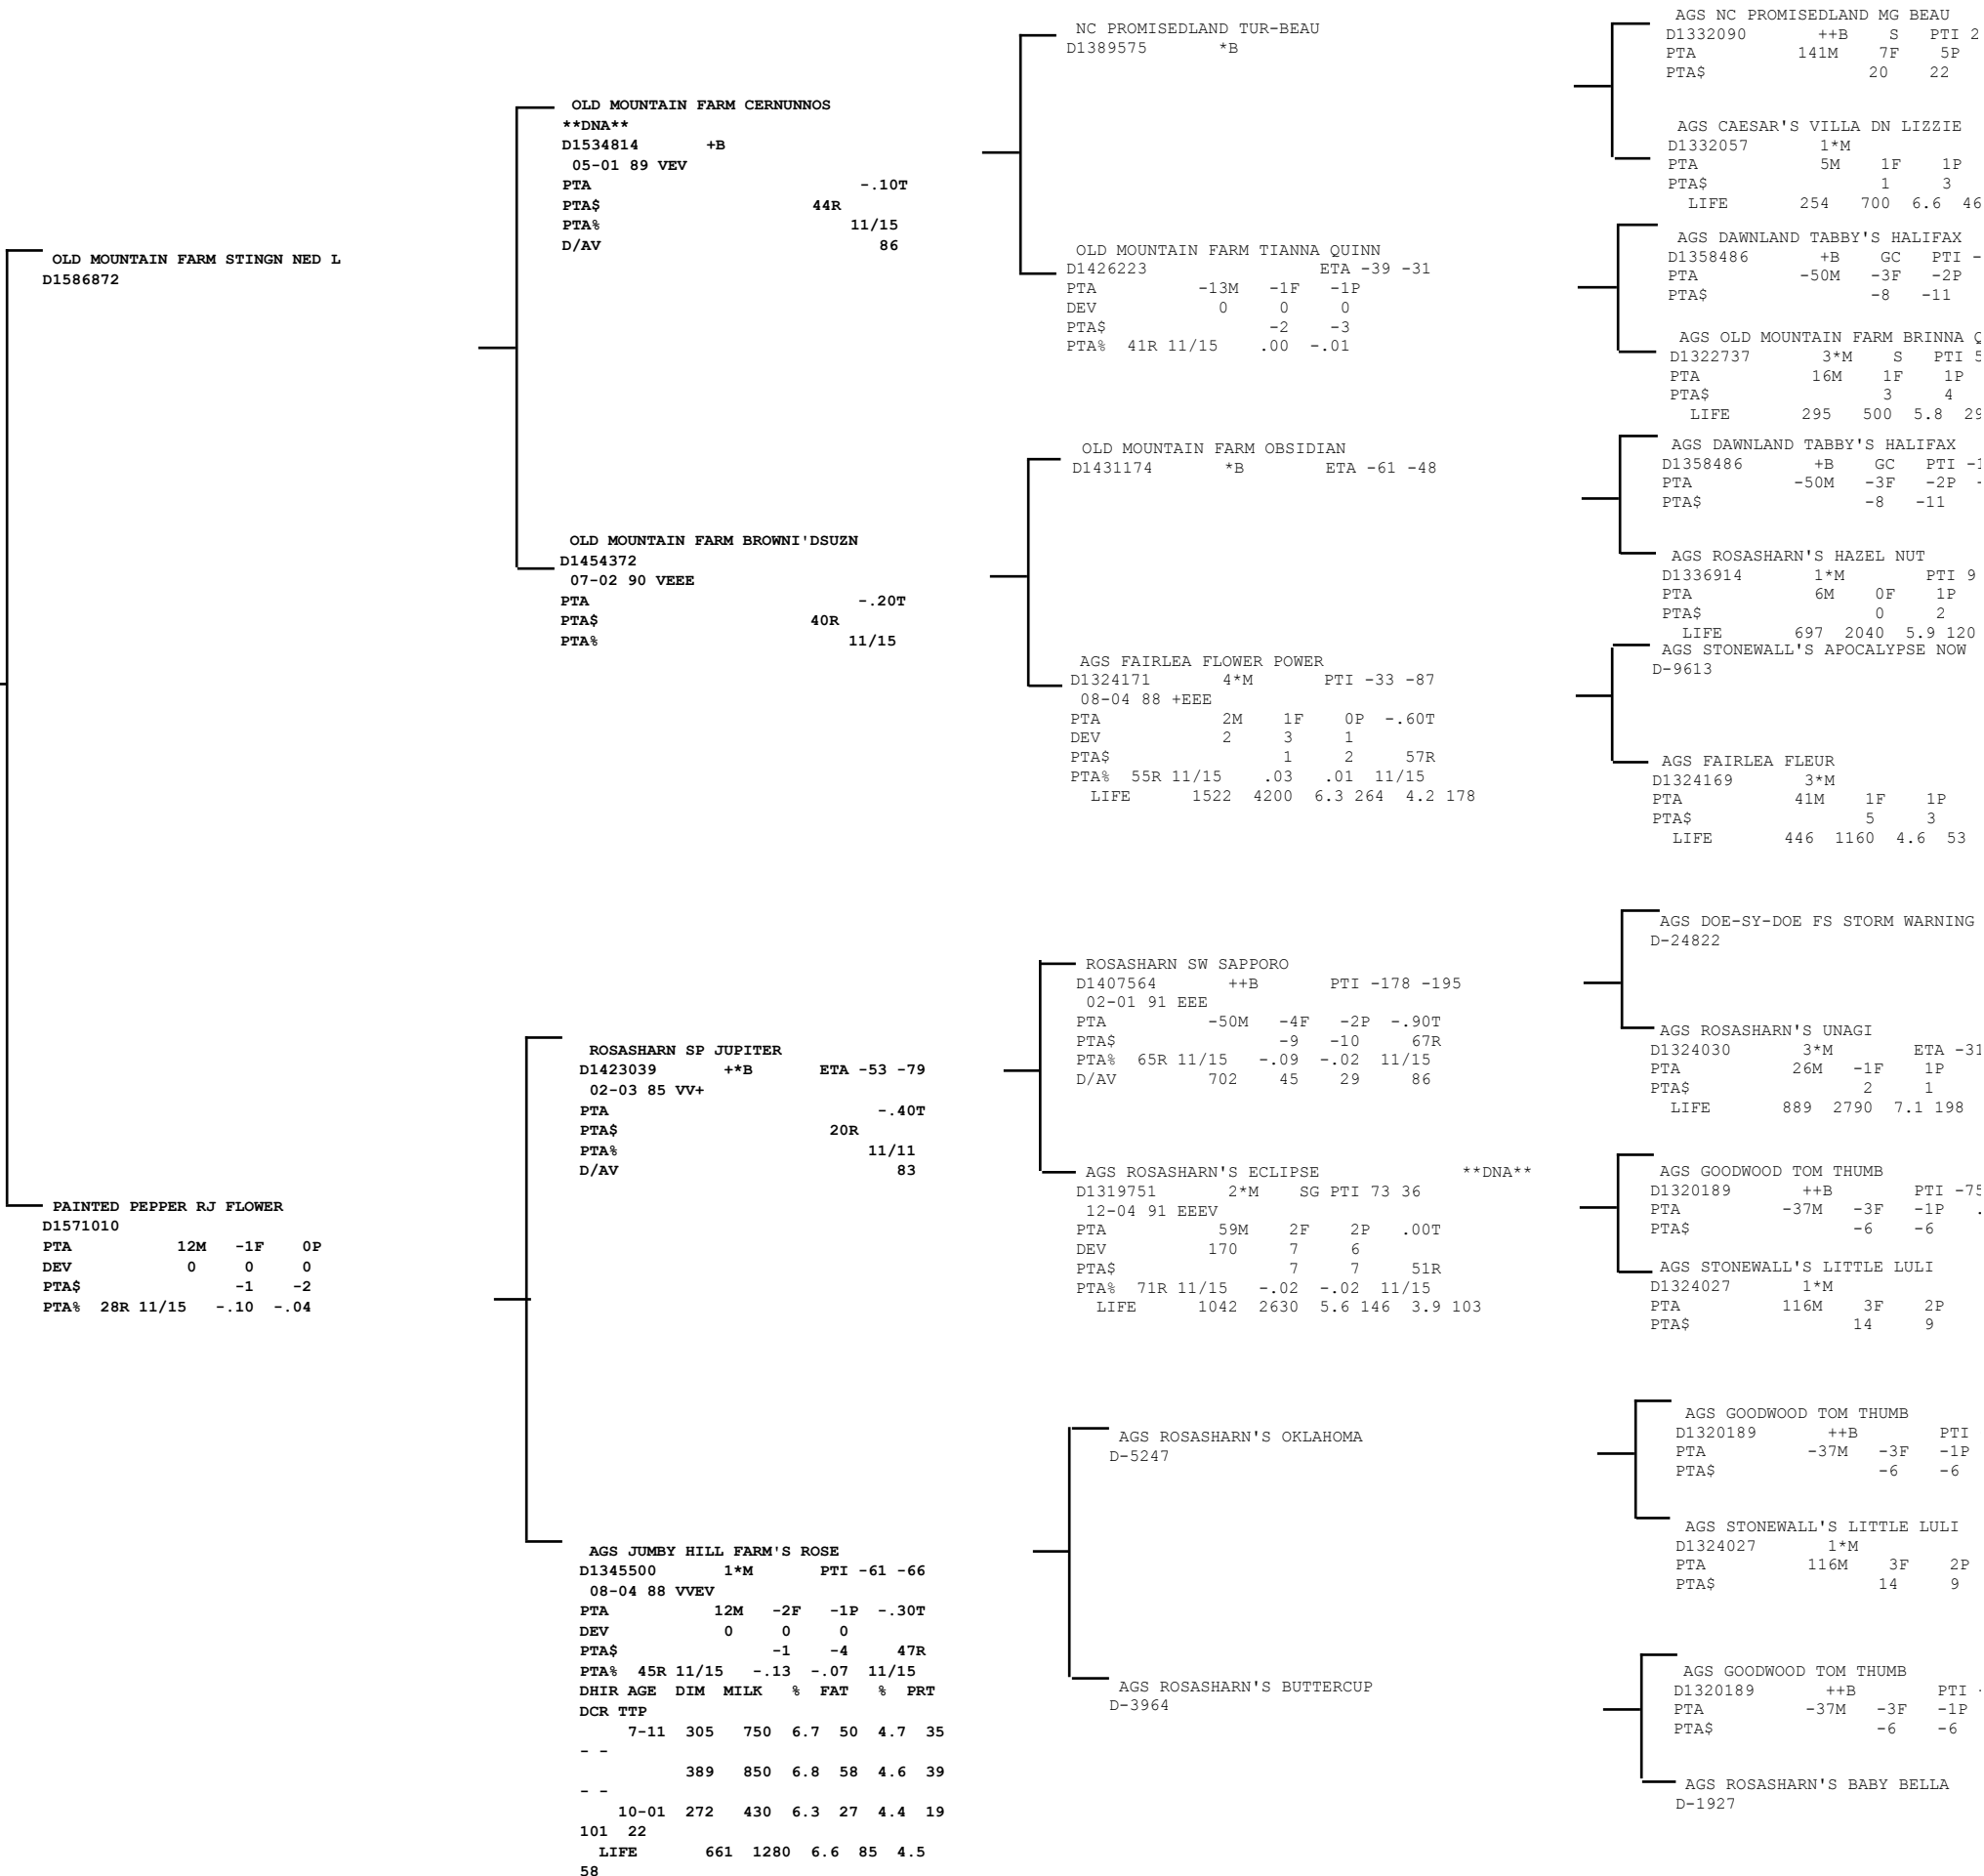 OLD MOUNTAIN FARM STINGN NED L
D1586872
PAINTED PEPPER RJ FLOWER
D1571010
PTA 12M -1F 0P
DEV 0 0 0
PTA$ -1 -2
PTA% 28R 11/15 -.10 -.04
OLD MOUNTAIN FARM CERNUNNOS
**DNA**
D1534814 +B
05-01 89 VEV
PTA -.10T
PTA$ 44R
PTA% 11/15
D/AV 86
OLD MOUNTAIN FARM BROWNI'DSUZN
D1454372
07-02 90 VEEE
PTA -.20T
PTA$ 40R
PTA% 11/15
ROSASHARN SP JUPITER
D1423039 +*B ETA -53 -79
02-03 85 VV+
PTA -.40T
PTA$ 20R
PTA% 11/11
D/AV 83
AGS JUMBY HILL FARM'S ROSE
D1345500 1*M PTI -61 -66
08-04 88 VVEV
PTA 12M -2F -1P -.30T
DEV 0 0 0
PTA$ -1 -4 47R
PTA% 45R 11/15 -.13 -.07 11/15
DHIR AGE DIM MILK % FAT % PRT
DCR TTP
7-11 305 750 6.7 50 4.7 35
- -
389 850 6.8 58 4.6 39
- -
10-01 272 430 6.3 27 4.4 19
101 22
LIFE 661 1280 6.6 85 4.5
58
NC PROMISEDLAND TUR-BEAU
D1389575 *B
OLD MOUNTAIN FARM TIANNA QUINN
D1426223 ETA -39 -31
PTA -13M -1F -1P
DEV 0 0 0
PTA$ -2 -3
PTA% 41R 11/15 .00 -.01
OLD MOUNTAIN FARM OBSIDIAN
D1431174 *B ETA -61 -48
AGS FAIRLEA FLOWER POWER
D1324171 4*M PTI -33 -87
08-04 88 +EEE
PTA 2M 1F 0P -.60T
DEV 2 3 1
PTA$ 1 2 57R
PTA% 55R 11/15 .03 .01 11/15
LIFE 1522 4200 6.3 264 4.2 178
ROSASHARN SW SAPPORO
D1407564 ++B PTI -178 -195
02-01 91 EEE
PTA -50M -4F -2P -.90T
PTA$ -9 -10 67R
PTA% 65R 11/15 -.09 -.02 11/15
D/AV 702 45 29 86
AGS ROSASHARN'S ECLIPSE **DNA**
D1319751 2*M SG PTI 73 36
12-04 91 EEEV
PTA 59M 2F 2P .00T
DEV 170 7 6
PTA$ 7 7 51R
PTA% 71R 11/15 -.02 -.02 11/15
LIFE 1042 2630 5.6 146 3.9 103
AGS ROSASHARN'S OKLAHOMA
D-5247
AGS ROSASHARN'S BUTTERCUP
D-3964
AGS NC PROMISEDLAND MG BEAU
D1332090 ++B S PTI 2
PTA 141M 7F 5P
PTA$ 20 22
AGS CAESAR'S VILLA DN LIZZIE
D1332057 1*M
PTA 5M 1F 1P
PTA$ 1 3
LIFE 254 700 6.6 46
AGS DAWNLAND TABBY'S HALIFAX
D1358486 +B GC PTI -
PTA -50M -3F -2P
PTA$ -8 -11
AGS OLD MOUNTAIN FARM BRINNA Q
D1322737 3*M S PTI 5
PTA 16M 1F 1P
PTA$ 3 4
LIFE 295 500 5.8 29
AGS DAWNLAND TABBY'S HALIFAX
D1358486 +B GC PTI -1
PTA -50M -3F -2P -
PTA$ -8 -11
AGS ROSASHARN'S HAZEL NUT
D1336914 1*M PTI 9
PTA 6M 0F 1P
PTA$ 0 2
LIFE 697 2040 5.9 120
AGS STONEWALL'S APOCALYPSE NOW
D-9613
AGS FAIRLEA FLEUR
D1324169 3*M
PTA 41M 1F 1P
PTA$ 5 3
LIFE 446 1160 4.6 53
AGS DOE-SY-DOE FS STORM WARNING
D-24822
AGS ROSASHARN'S UNAGI
D1324030 3*M ETA -31
PTA 26M -1F 1P
PTA$ 2 1
LIFE 889 2790 7.1 198
AGS GOODWOOD TOM THUMB
D1320189 ++B PTI -75
PTA -37M -3F -1P .
PTA$ -6 -6
AGS STONEWALL'S LITTLE LULI
D1324027 1*M
PTA 116M 3F 2P
PTA$ 14 9
AGS GOODWOOD TOM THUMB
D1320189 ++B PTI
PTA -37M -3F -1P
PTA$ -6 -6
AGS STONEWALL'S LITTLE LULI
D1324027 1*M
PTA 116M 3F 2P
PTA$ 14 9
AGS GOODWOOD TOM THUMB
D1320189 ++B PTI -
PTA -37M -3F -1P
PTA$ -6 -6
AGS ROSASHARN'S BABY BELLA
D-1927